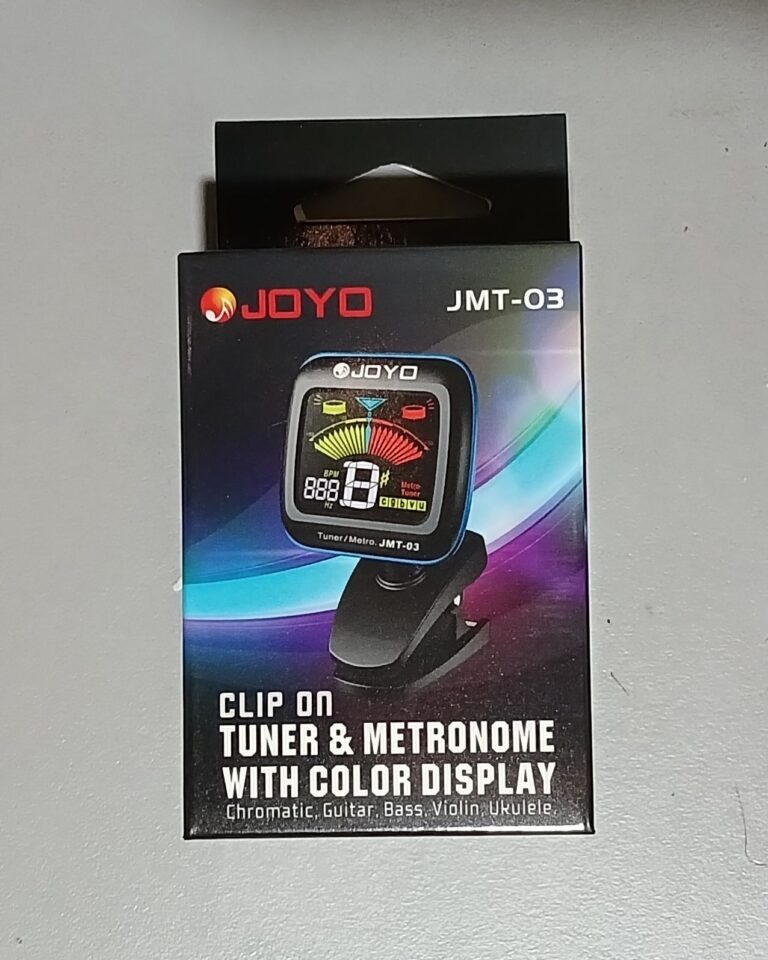 JOYO JMT-03
JOYO
BPM
888 B#
Hz
Metro
Tuner
c g b v u
Tuner/Metro. JMT-03
CLIP ON
TUNER & METRONOME
WITH COLOR DISPLAY
Chromatic, Guitar, Bass, Violin, Ukulele.